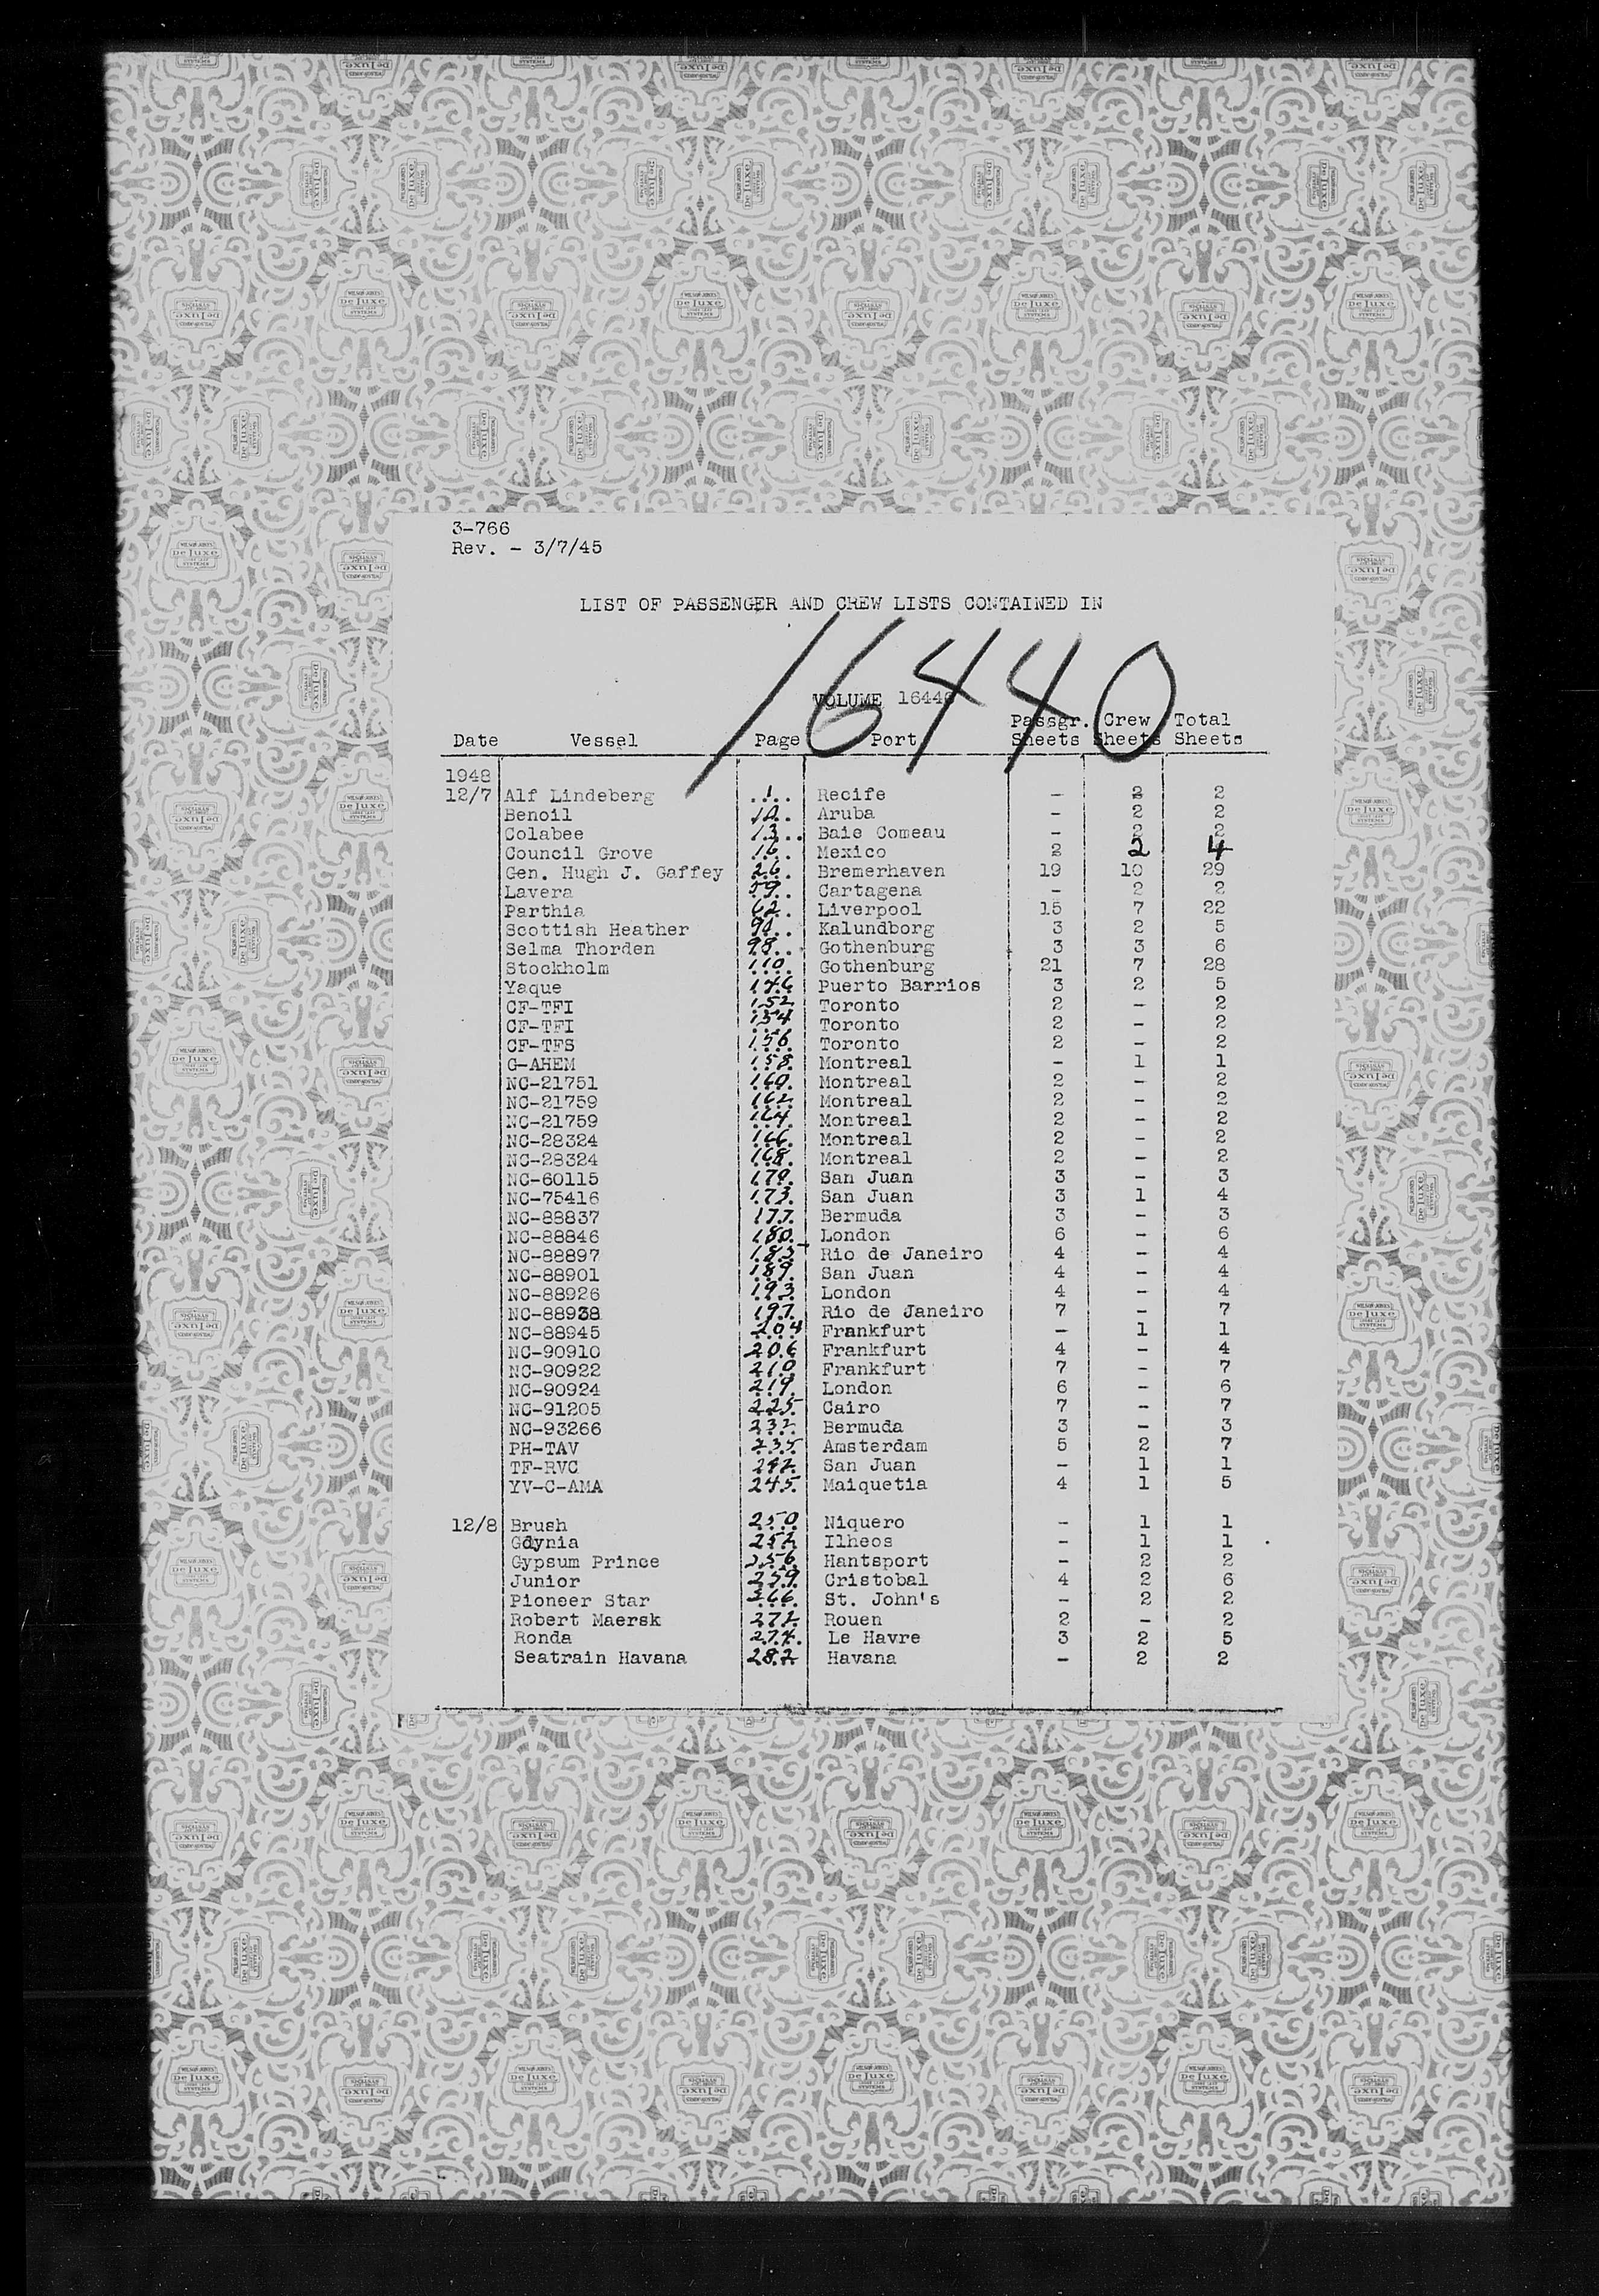 3-766
Rev. - 3/7/45
LIST OF PASSENGER AND CREW LISTS CONTAINED IN
16440
VOLUME 16440
Passgr. Crew Total
Date Vessel Page Port Sheets Sheets Sheets
1948
12/7 Alf Lindeberg 1 Recife - 2 2
Benoil 10 Aruba - 2 2
Colabee 13 Baie Comeau - 2 2
Council Grove 16 Mexico 2 2 4
Gen. Hugh J. Gaffey 26 Bremerhaven 19 10 29
Lavera 59 Cartagena - 2 2
Parthia 62 Liverpool 15 7 22
Scottish Heather 90 Kalundborg 3 2 5
Selma Thorden 98 Gothenburg 3 3 6
Stockholm 110 Gothenburg 21 7 28
Yaque 146 Puerto Barrios 3 2 5
CF-TFI 152 Toronto 2 - 2
CF-TFI 154 Toronto 2 - 2
CF-TFS 156 Toronto 2 - 2
G-AHEM 158 Montreal - 1 1
NC-21751 160 Montreal 2 - 2
NC-21759 162 Montreal 2 - 2
NC-21759 164 Montreal 2 - 2
NC-28324 166 Montreal 2 - 2
NC-28324 168 Montreal 2 - 2
NC-60115 170 San Juan 3 - 3
NC-75416 173 San Juan 3 1 4
NC-88837 177 Bermuda 3 - 3
NC-88846 180 London 6 - 6
NC-88897 185 Rio de Janeiro 4 - 4
NC-88901 189 San Juan 4 - 4
NC-88926 193 London 4 - 4
NC-88938 197 Rio de Janeiro 7 - 7
NC-88945 204 Frankfurt - 1 1
NC-90910 206 Frankfurt 4 - 4
NC-90922 210 Frankfurt 7 - 7
NC-90924 219 London 6 - 6
NC-91205 225 Cairo 7 - 7
NC-93266 232 Bermuda 3 - 3
PH-TAV 235 Amsterdam 5 2 7
TF-RVC 242 San Juan - 1 1
YV-C-AMA 245 Maiquetia 4 1 5
12/8 Brush 250 Niquero - 1 1
Gdynia 252 Ilheos - 1 1
Gypsum Prince 256 Hantsport - 2 2
Junior 259 Cristobal 4 2 6
Pioneer Star 266 St. John's - 2 2
Robert Maersk 272 Rouen 2 - 2
Ronda 274 Le Havre 3 2 5
Seatrain Havana 282 Havana - 2 2